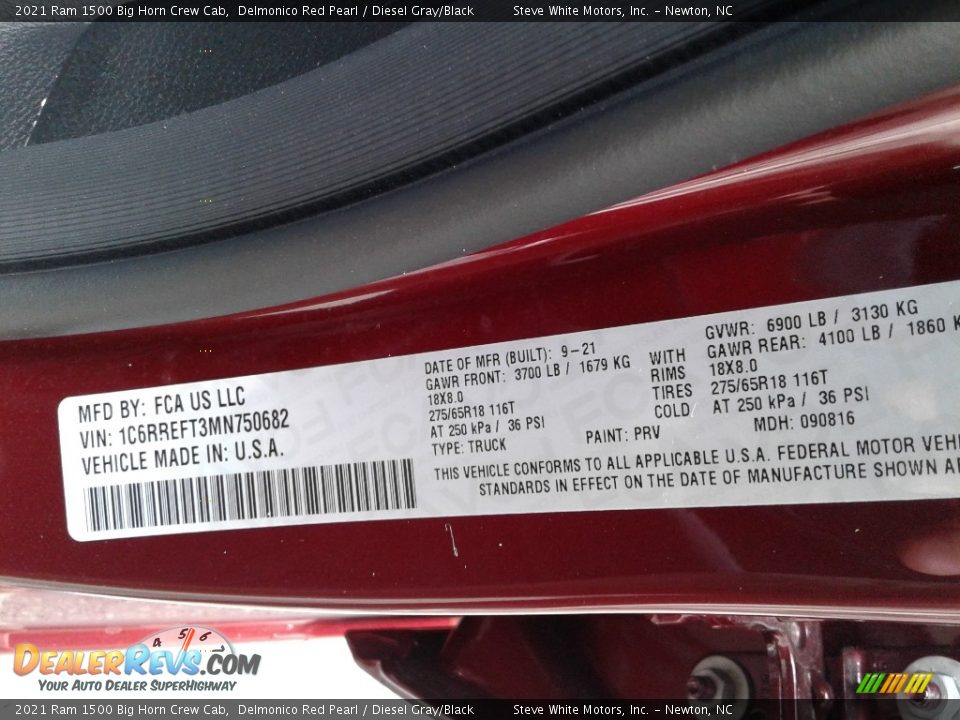 2021 Ram 1500 Big Horn Crew Cab, Delmonico Red Pearl / Diesel Gray/Black Steve White Motors, Inc. - Newton, NC
MFD BY: FCA US LLC
VIN: 1C6RREFT3MN750682
VEHICLE MADE IN: U.S.A.
DATE OF MFR (BUILT): 9-21 GVWR: 6900 LB / 3130 KG
GAWR FRONT: 3700 LB / 1679 KG WITH GAWR REAR: 4100 LB / 1860 K
18X8.0 RIMS 18X8.0
275/65R18 116T TIRES 275/65R18 116T
AT 250 kPa / 36 PSI COLD AT 250 kPa / 36 PSI
TYPE: TRUCK PAINT: PRV MDH: 090816
THIS VEHICLE CONFORMS TO ALL APPLICABLE U.S.A. FEDERAL MOTOR VEHI
STANDARDS IN EFFECT ON THE DATE OF MANUFACTURE SHOWN A
4 5 6
DEALERREVS.COM
YOUR AUTO DEALER SUPERHIGHWAY
2021 Ram 1500 Big Horn Crew Cab, Delmonico Red Pearl / Diesel Gray/Black Steve White Motors, Inc. - Newton, NC